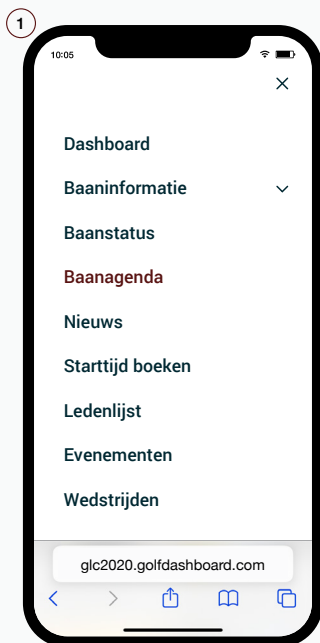 1
10:05
Dashboard
Baaninformatie
Baanstatus
Baanagenda
Nieuws
Starttijd boeken
Ledenlijst
Evenementen
Wedstrijden
glc2020.golfdashboard.com